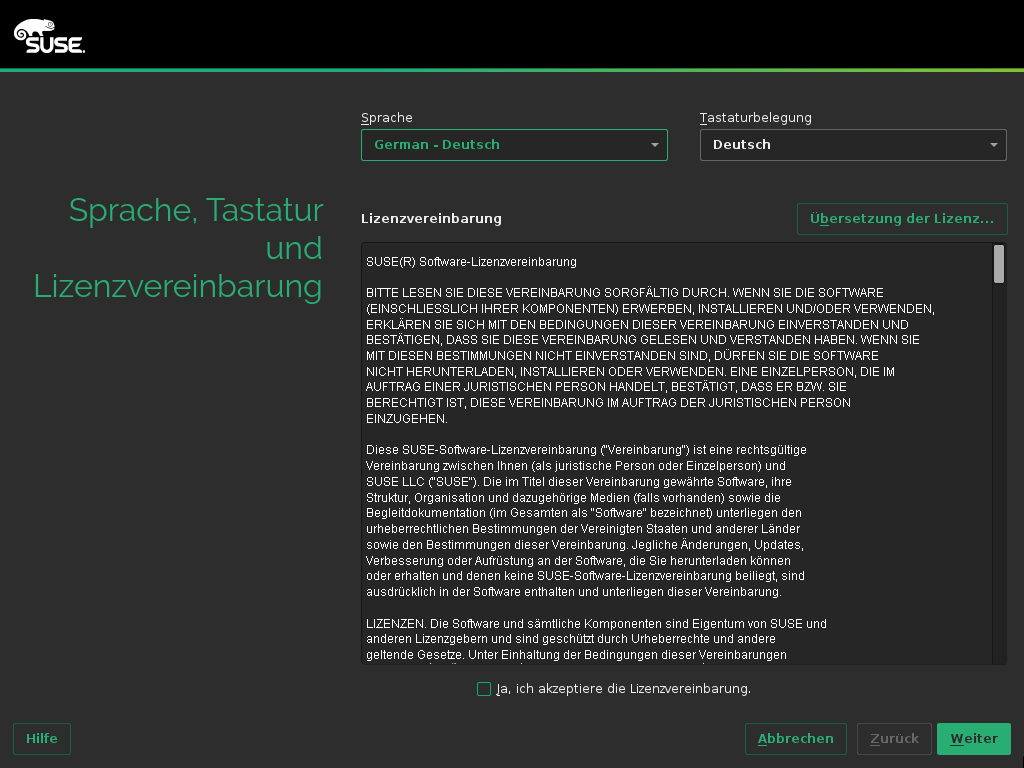 SUSE.
Sprache
Tastaturbelegung
German - Deutsch
Deutsch
Sprache, Tastatur
und
Lizenzvereinbarung
Lizenzvereinbarung
Übersetzung der Lizenz...
SUSE(R) Software-Lizenzvereinbarung
BITTE LESEN SIE DIESE VEREINBARUNG SORGFÄLTIG DURCH. WENN SIE DIE SOFTWARE
(EINSCHLIESSLICH IHRER KOMPONENTEN) ERWERBEN, INSTALLIEREN UND/ODER VERWENDEN,
ERKLÄREN SIE SICH MIT DEN BEDINGUNGEN DIESER VEREINBARUNG EINVERSTANDEN UND
BESTÄTIGEN, DASS SIE DIESE VEREINBARUNG GELESEN UND VERSTANDEN HABEN. WENN SIE
MIT DIESEN BESTIMMUNGEN NICHT EINVERSTANDEN SIND, DÜRFEN SIE DIE SOFTWARE
NICHT HERUNTERLADEN, INSTALLIEREN ODER VERWENDEN. EINE EINZELPERSON, DIE IM
AUFTRAG EINER JURISTISCHEN PERSON HANDELT, BESTÄTIGT, DASS ER BZW. SIE
BERECHTIGT IST, DIESE VEREINBARUNG IM AUFTRAG DER JURISTISCHEN PERSON
EINZUGEHEN.
Diese SUSE-Software-Lizenzvereinbarung ("Vereinbarung") ist eine rechtsgültige
Vereinbarung zwischen Ihnen (als juristische Person oder Einzelperson) und
SUSE LLC ("SUSE"). Die im Titel dieser Vereinbarung gewährte Software, ihre
Struktur, Organisation und dazugehörige Medien (falls vorhanden) sowie die
Begleitdokumentation (im Gesamten als "Software" bezeichnet) unterliegen den
urheberrechtlichen Bestimmungen der Vereinigten Staaten und anderer Länder
sowie den Bestimmungen dieser Vereinbarung. Jegliche Änderungen, Updates,
Verbesserung oder Aufrüstung an der Software, die Sie herunterladen können
oder erhalten und denen keine SUSE-Software-Lizenzvereinbarung beiliegt, sind
ausdrücklich in der Software enthalten und unterliegen dieser Vereinbarung.
LIZENZEN. Die Software und sämtliche Komponenten sind Eigentum von SUSE und
anderen Lizenzgebern und sind geschützt durch Urheberrechte und andere
geltende Gesetze. Unter Einhaltung der Bedingungen dieser Vereinbarungen
Ja, ich akzeptiere die Lizenzvereinbarung.
Hilfe
Abbrechen
Zurück
Weiter